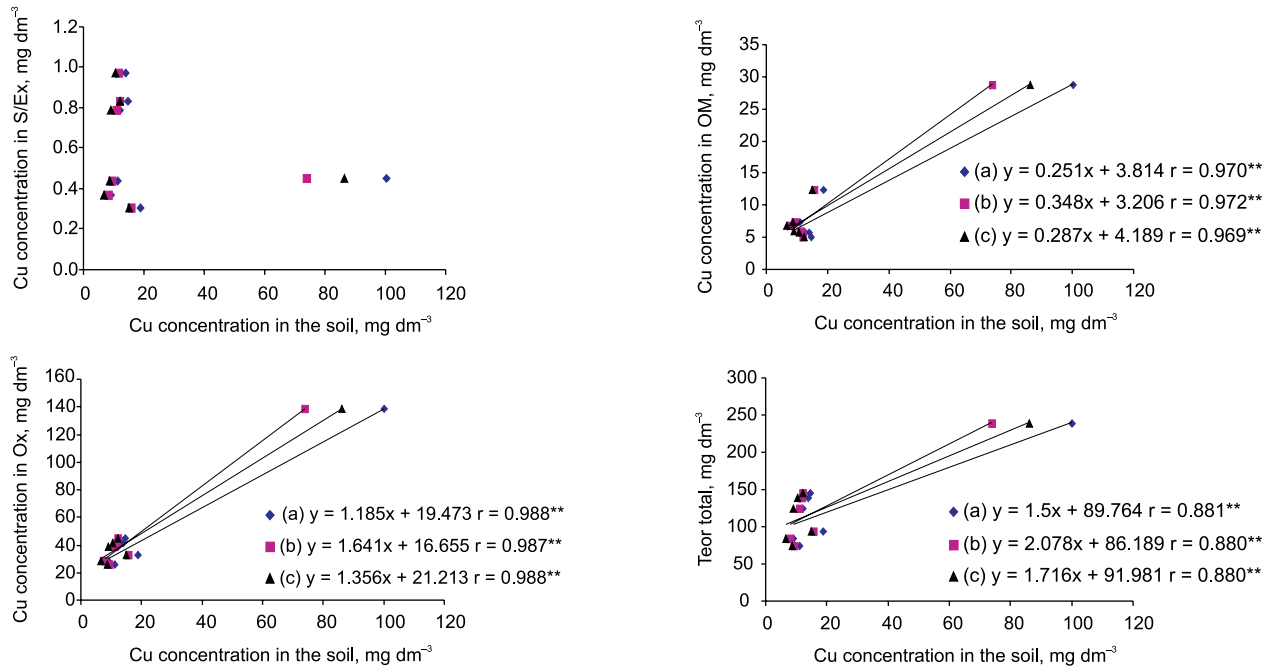 Cu concentration in S/Ex, mg dm⁻³
1.2
1.0
0.8
0.6
0.4
0.2
0.0
0 20 40 60 80 100 120
Cu concentration in the soil, mg dm⁻³
Cu concentration in OM, mg dm⁻³
35
30
25
20
15
10
5
0
(a) y = 0.251x + 3.814 r = 0.970**
(b) y = 0.348x + 3.206 r = 0.972**
(c) y = 0.287x + 4.189 r = 0.969**
0 20 40 60 80 100 120
Cu concentration in the soil, mg dm⁻³
Cu concentration in Ox, mg dm⁻³
160
140
120
100
80
60
40
20
0
(a) y = 1.185x + 19.473 r = 0.988**
(b) y = 1.641x + 16.655 r = 0.987**
(c) y = 1.356x + 21.213 r = 0.988**
0 20 40 60 80 100 120
Cu concentration in the soil, mg dm⁻³
Teor total, mg dm⁻³
300
250
200
150
100
50
0
(a) y = 1.5x + 89.764 r = 0.881**
(b) y = 2.078x + 86.189 r = 0.880**
(c) y = 1.716x + 91.981 r = 0.880**
0 20 40 60 80 100 120
Cu concentration in the soil, mg dm⁻³